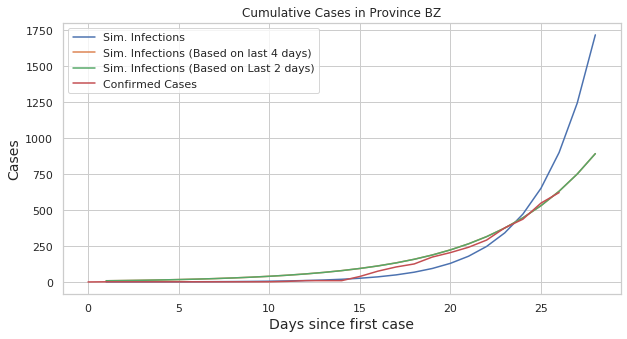 Cumulative Cases in Province BZ
Sim. Infections
Sim. Infections (Based on last 4 days)
Sim. Infections (Based on Last 2 days)
Confirmed Cases
Cases
1750
1500
1250
1000
750
500
250
0
0 5 10 15 20 25
Days since first case